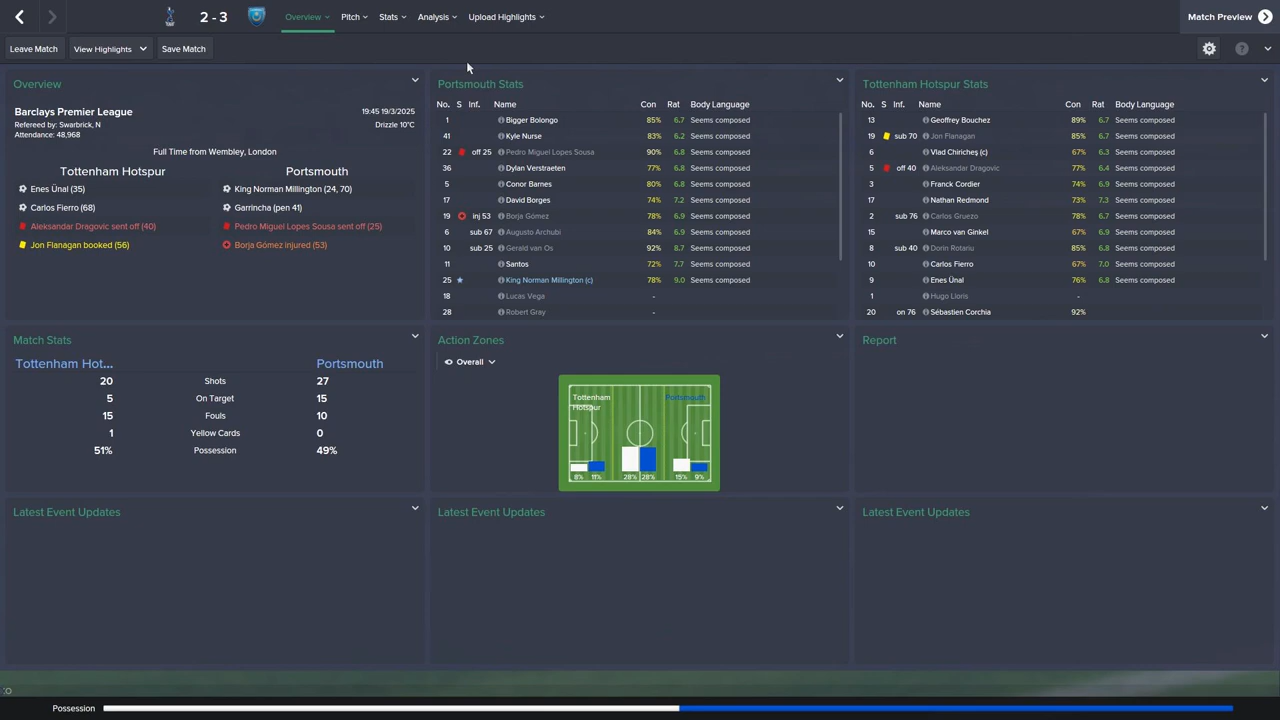 2 - 3
Overview
Pitch
Stats
Analysis
Upload Highlights
Match Preview
Leave Match
View Highlights
Save Match
Overview
Barclays Premier League
19:45 19/3/2025
Refereed by: Swarbrick, N
Drizzle 10°C
Attendance: 48,968
Full Time from Wembley, London
Tottenham Hotspur
Portsmouth
Enes Ünal (35)
King Norman Millington (24, 70)
Carlos Fierro (68)
Garrincha (pen 41)
Aleksandar Dragovic sent off (40)
Pedro Miguel Lopes Sousa sent off (25)
Jon Flanagan booked (56)
Borja Gómez injured (53)
Portsmouth Stats
No. S Inf. Name Con Rat Body Language
1 Bigger Bolongo 85% 6.7 Seems composed
41 Kyle Nurse 83% 6.2 Seems composed
22 off 25 Pedro Miguel Lopes Sousa 90% 6.8 Seems composed
36 Dylan Verstraeten 77% 6.8 Seems composed
5 Conor Barnes 80% 6.8 Seems composed
17 David Borges 74% 7.2 Seems composed
19 inj 53 Borja Gómez 78% 6.9 Seems composed
6 sub 67 Augusto Archubi 84% 6.9 Seems composed
10 sub 25 Gerald van Os 92% 8.7 Seems composed
11 Santos 72% 7.7 Seems composed
25 King Norman Millington (c) 78% 9.0 Seems composed
18 Lucas Vega -
28 Robert Gray -
Tottenham Hotspur Stats
No. S Inf. Name Con Rat Body Language
13 Geoffrey Bouchez 89% 6.7 Seems composed
19 sub 70 Jon Flanagan 85% 6.7 Seems composed
6 Vlad Chiricheş (c) 67% 6.3 Seems composed
5 off 40 Aleksandar Dragovic 77% 6.4 Seems composed
3 Franck Cordier 74% 6.9 Seems composed
17 Nathan Redmond 73% 7.3 Seems composed
2 sub 76 Carlos Gruezo 78% 6.7 Seems composed
15 Marco van Ginkel 67% 6.9 Seems composed
8 sub 40 Dorin Rotariu 85% 6.8 Seems composed
10 Carlos Fierro 67% 7.0 Seems composed
9 Enes Ünal 76% 6.8 Seems composed
1 Hugo Lloris -
20 on 76 Sébastien Corchia 92%
Match Stats
Tottenham Hot... Portsmouth
20 Shots 27
5 On Target 15
15 Fouls 10
1 Yellow Cards 0
51% Possession 49%
Action Zones
Overall
Tottenham
Hotspur
Portsmouth
8% 11% 28% 28% 15% 9%
Report
Latest Event Updates
Latest Event Updates
Latest Event Updates
Possession